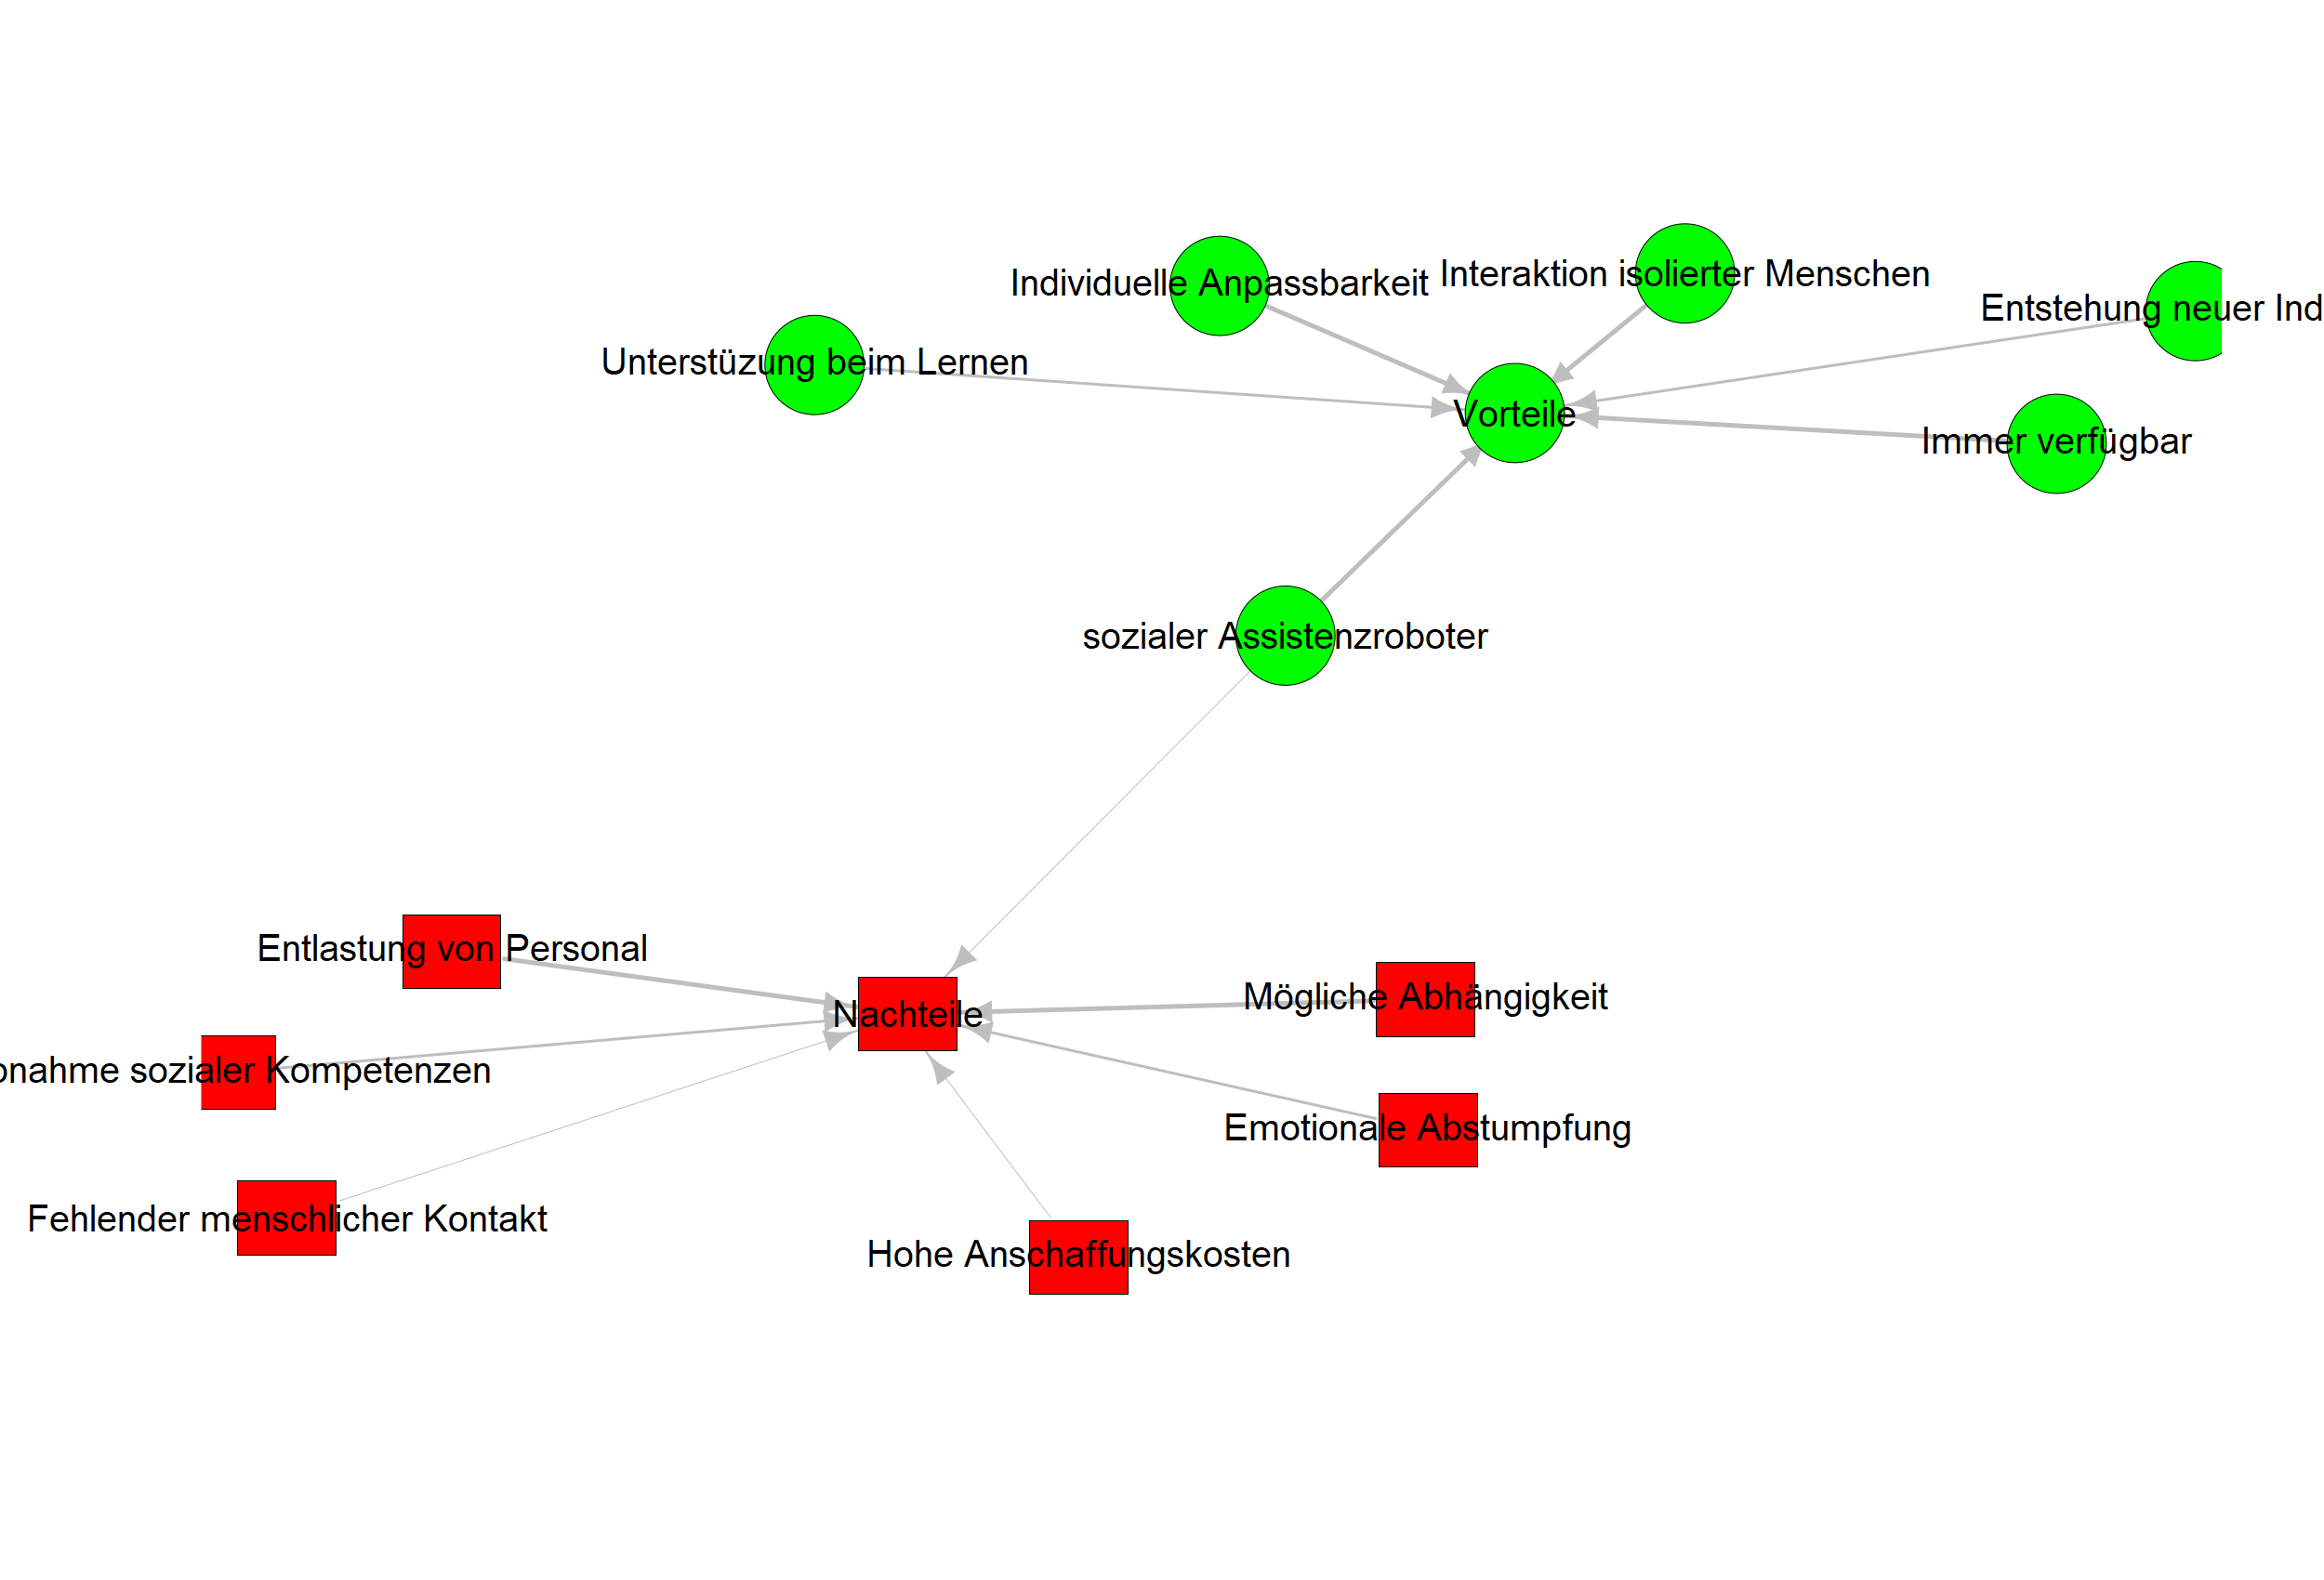 Interaktion isolierter Menschen
Individuelle Anpassbarkeit
Entstehung neuer Ind
Unterstüzung beim Lernen
Vorteile
Immer verfügbar
sozialer Assistenzroboter
Entlastung von Personal
Mögliche Abhängigkeit
Nachteile
sozialer Kompetenzen
Emotionale Abstumpfung
Fehlender menschlicher Kontakt
Hohe Anschaffungskosten